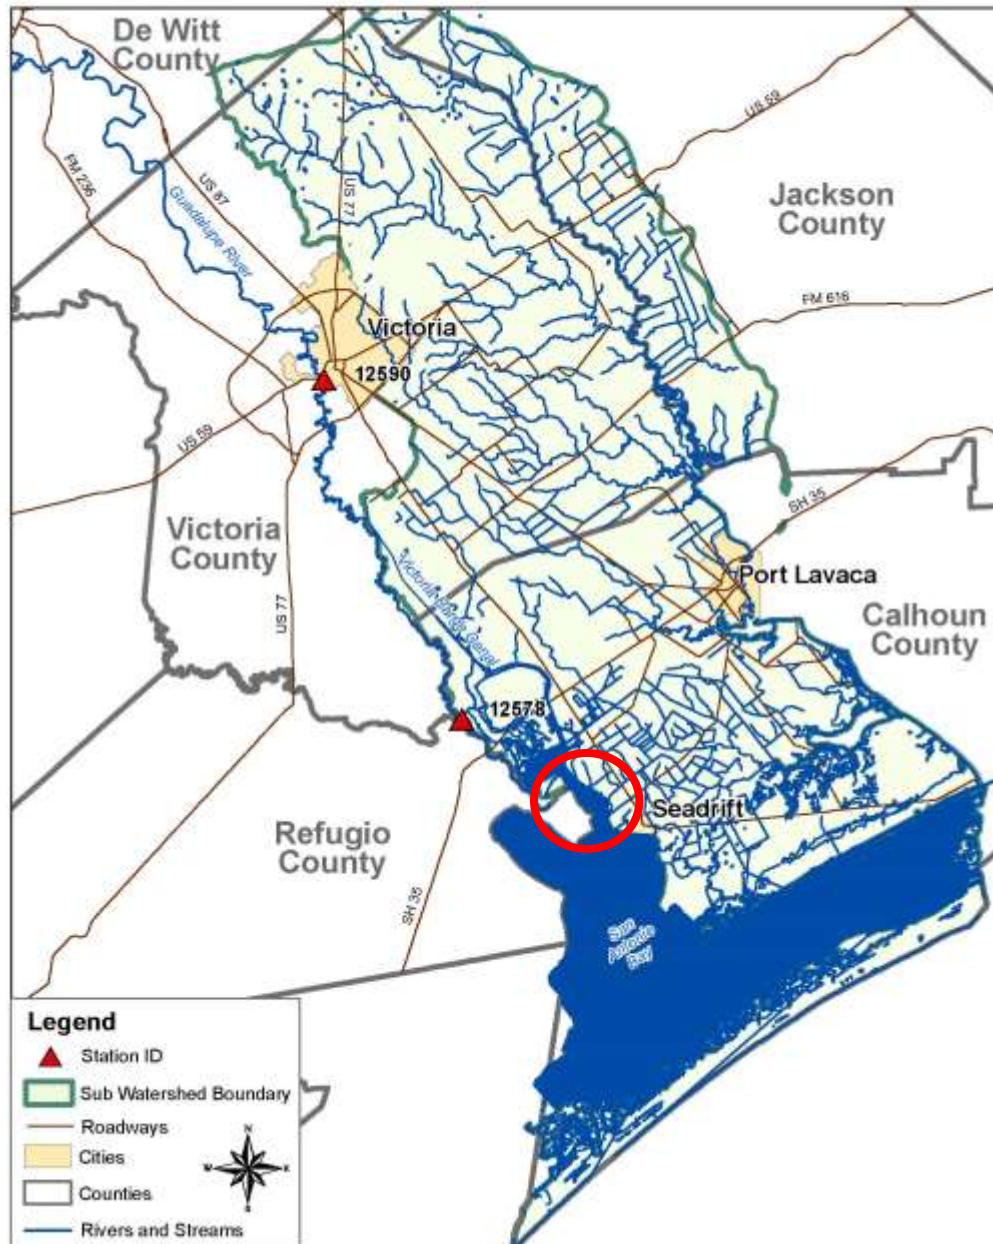 De Witt
County
US 59
FM 236
US 87
US 77
Jackson
County
Guadalupe River
FM 616
Victoria
12590
US 59
SH 35
Victoria
County
Port Lavaca
Victoria Barge Canal
US 77
Calhoun
County
12578
Seadrift
Refugio
County
SH 35
San
Antonio
Bay
Legend
Station ID
Sub Watershed Boundary
Roadways
Cities
Counties
Rivers and Streams
N
W
E
S